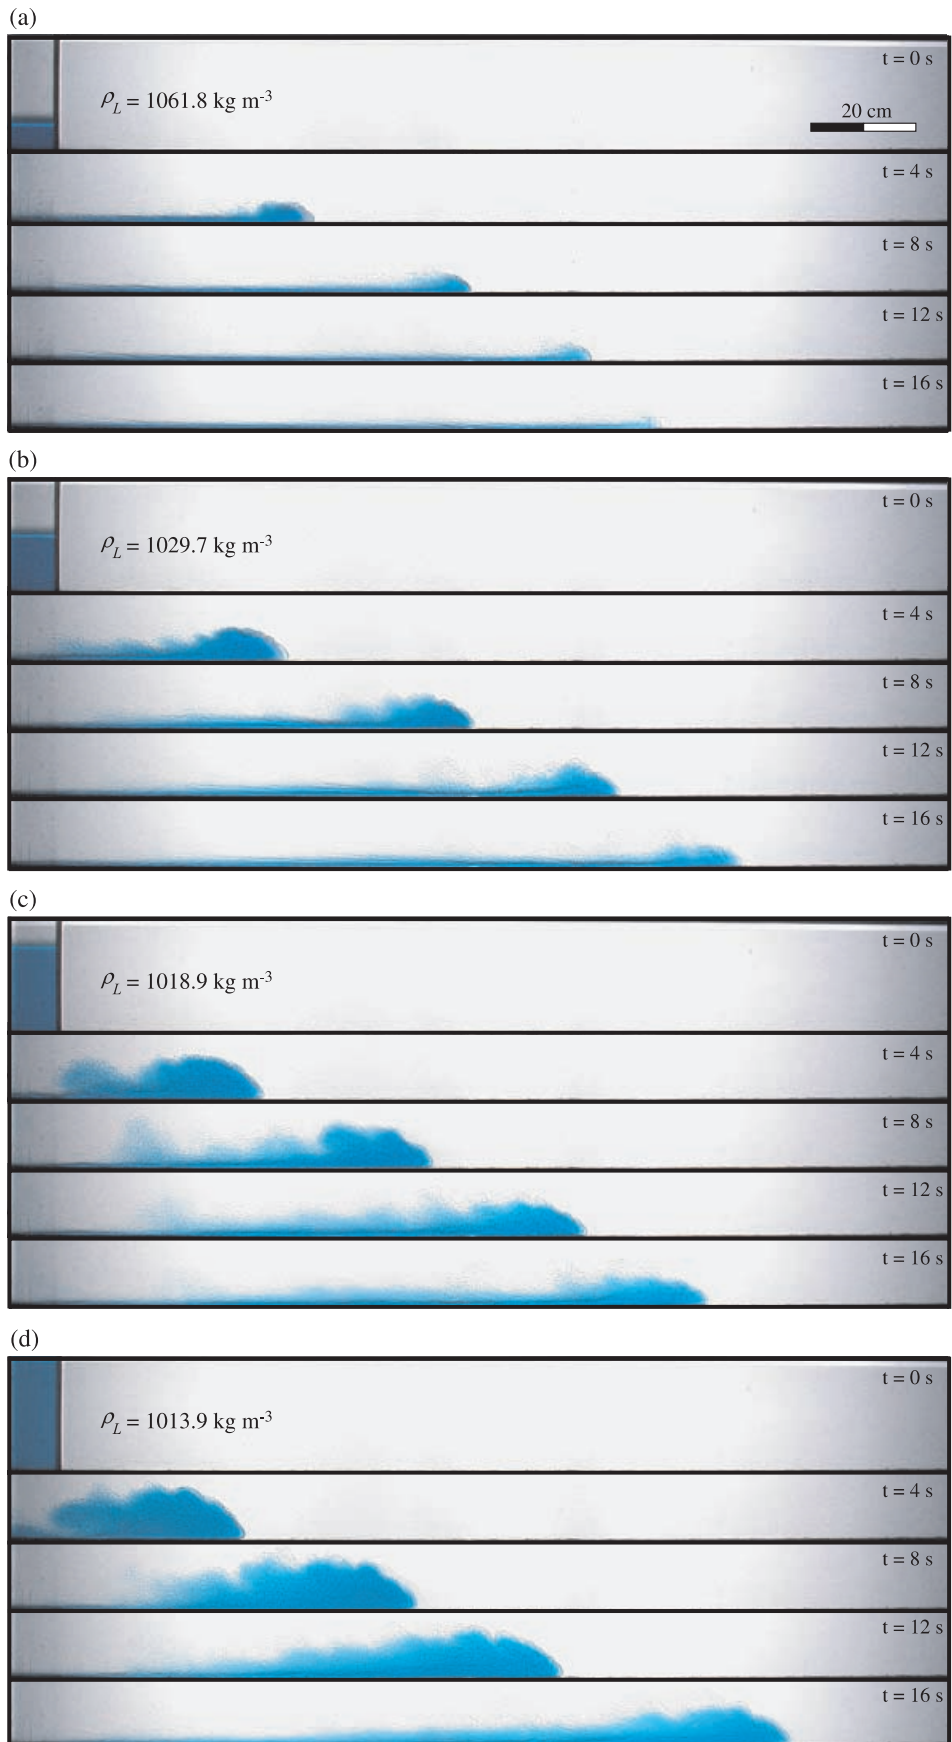 (a)
t = 0 s
ρL = 1061.8 kg m-3
20 cm
t = 4 s
t = 8 s
t = 12 s
t = 16 s
(b)
t = 0 s
ρL = 1029.7 kg m-3
t = 4 s
t = 8 s
t = 12 s
t = 16 s
(c)
t = 0 s
ρL = 1018.9 kg m-3
t = 4 s
t = 8 s
t = 12 s
t = 16 s
(d)
t = 0 s
ρL = 1013.9 kg m-3
t = 4 s
t = 8 s
t = 12 s
t = 16 s